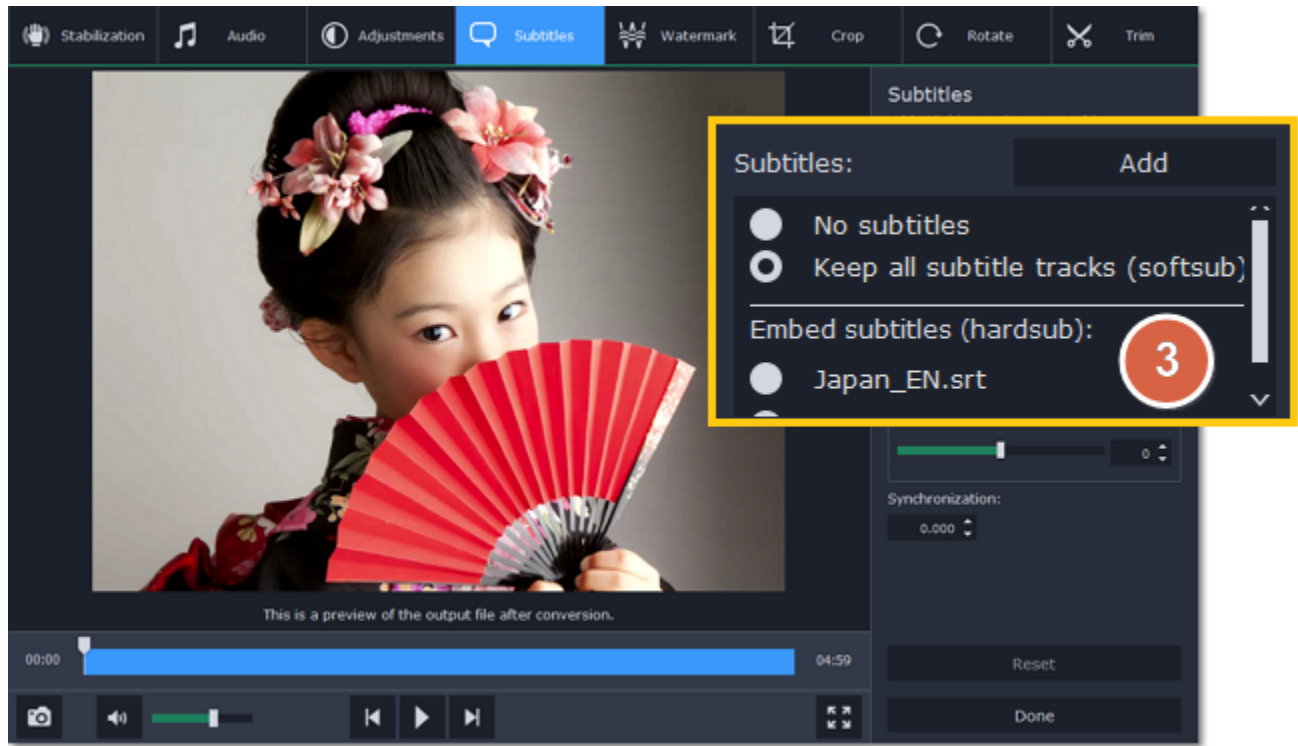 Stabilization
Audio
Adjustments
Subtitles
Watermark
Crop
Rotate
Trim
Subtitles
Subtitles:
Add
No subtitles
Keep all subtitle tracks (softsub)
Embed subtitles (hardsub):
3
Japan_EN.srt
0
Synchronization:
0.000
This is a preview of the output file after conversion.
00:00
04:59
Reset
Done